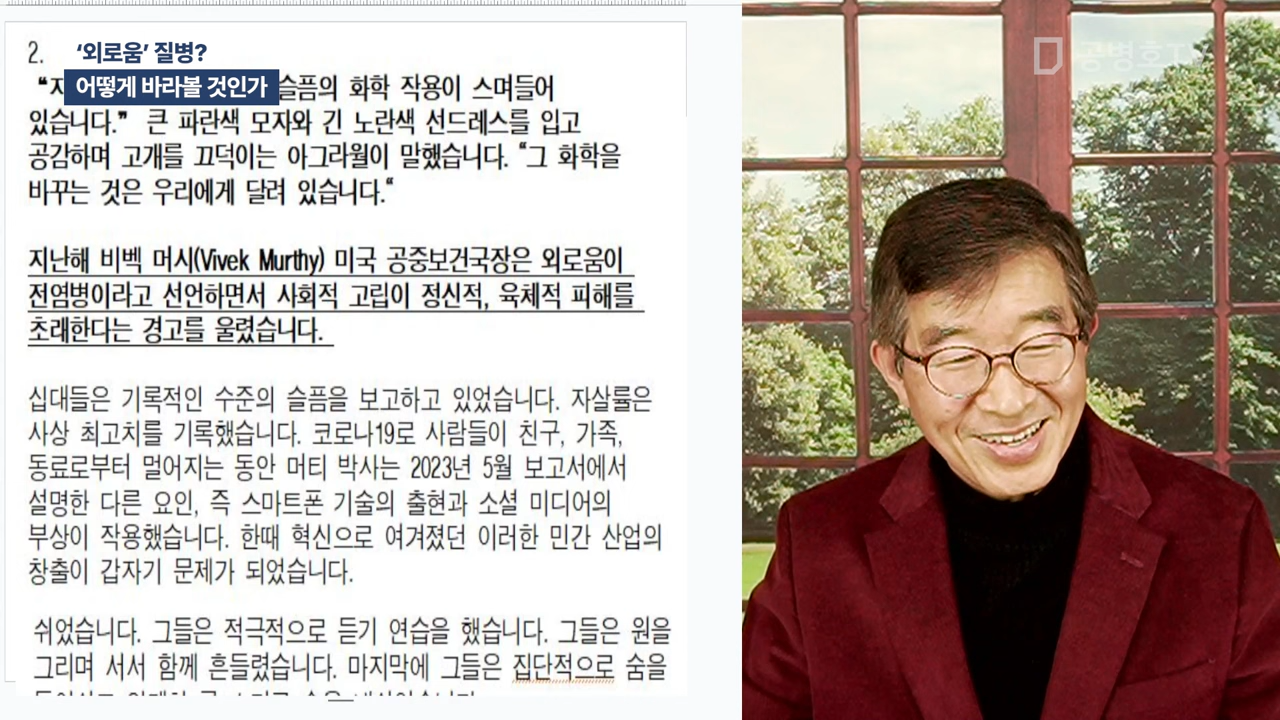 ‘외로움’ 질병?
어떻게 바라볼 것인가
공병호TV
2.
슬픔의 화학 작용이 스며들어
있습니다.” 큰 파란색 모자와 긴 노란색 선드레스를 입고
공감하며 고개를 끄덕이는 아그라월이 말했습니다. “그 화학을
바꾸는 것은 우리에게 달려 있습니다.“
지난해 비벡 머시(Vivek Murthy) 미국 공중보건국장은 외로움이
전염병이라고 선언하면서 사회적 고립이 정신적, 육체적 피해를
초래한다는 경고를 울렸습니다.
십대들은 기록적인 수준의 슬픔을 보고하고 있었습니다. 자살률은
사상 최고치를 기록했습니다. 코로나19로 사람들이 친구, 가족,
동료로부터 멀어지는 동안 머티 박사는 2023년 5월 보고서에서
설명한 다른 요인, 즉 스마트폰 기술의 출현과 소셜 미디어의
부상이 작용했습니다. 한때 혁신으로 여겨졌던 이러한 민간 산업의
창출이 갑자기 문제가 되었습니다.
쉬었습니다. 그들은 적극적으로 듣기 연습을 했습니다. 그들은 원을
그리며 서서 함께 흔들렸습니다. 마지막에 그들은 집단적으로 숨을